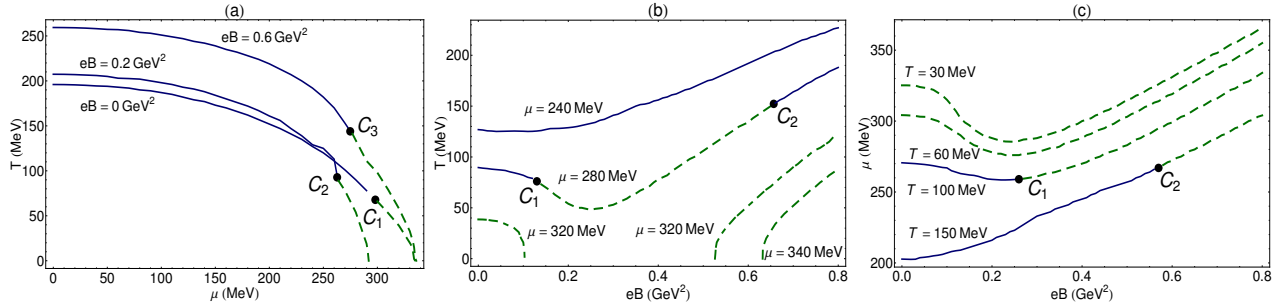 (a)
eB = 0.6 GeV²
eB = 0.2 GeV²
eB = 0 GeV²
C₃
C₂
C₁
T (MeV)
250
200
150
100
50
0
0 50 100 150 200 250 300
μ (MeV)
(b)
μ = 240 MeV
C₂
μ = 280 MeV
C₁
μ = 320 MeV
μ = 320 MeV
μ = 340 MeV
T (MeV)
200
150
100
50
0
0.0 0.2 0.4 0.6 0.8
eB (GeV²)
(c)
T = 30 MeV
T = 60 MeV
T = 100 MeV
C₁
C₂
T = 150 MeV
μ (MeV)
350
300
250
200
0.0 0.2 0.4 0.6 0.8
eB (GeV²)